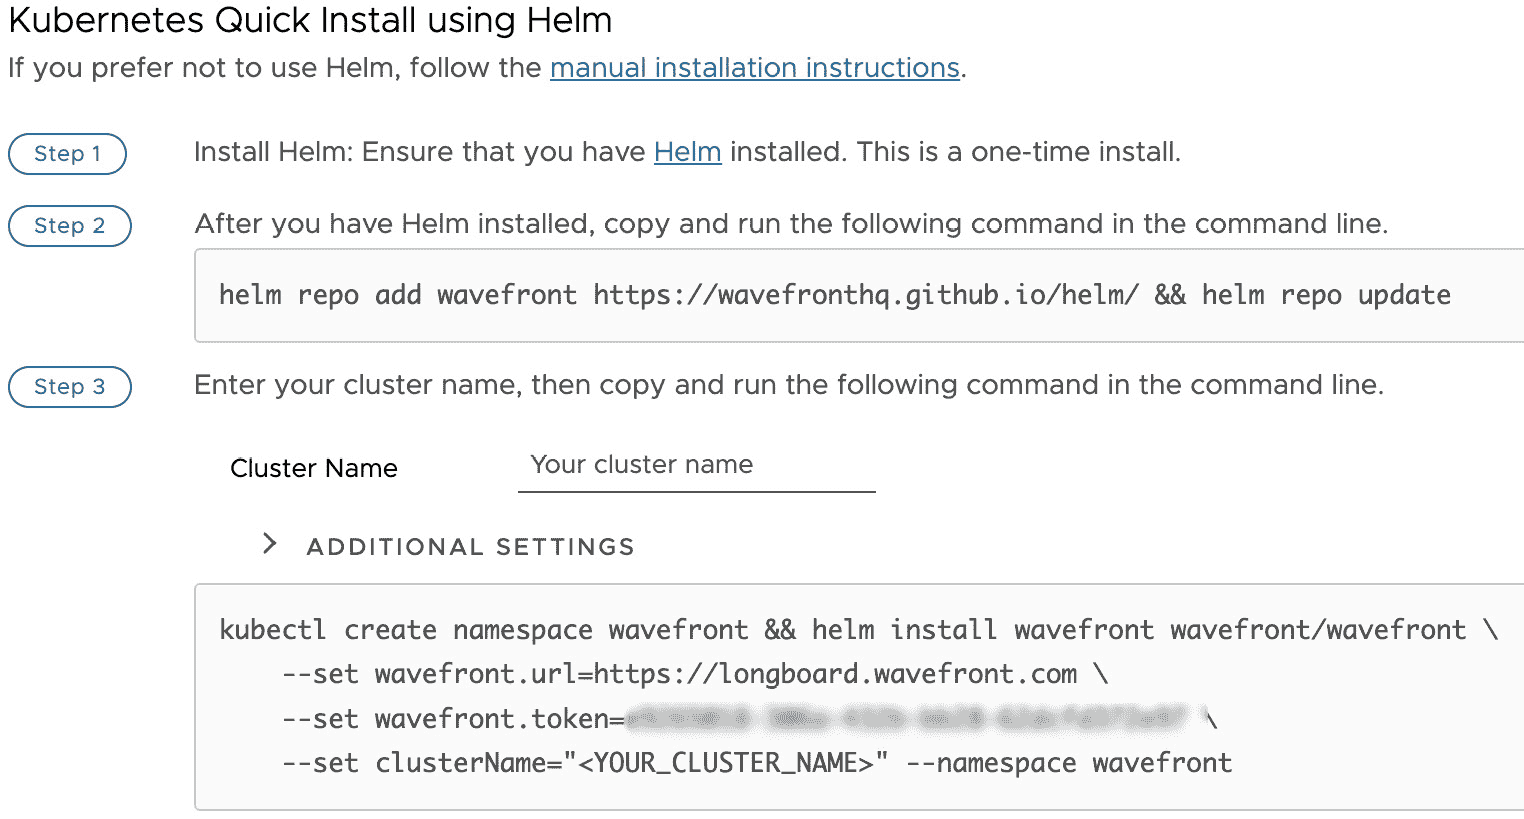 Kubernetes Quick Install using Helm
If you prefer not to use Helm, follow the manual installation instructions.
Step 1
Install Helm: Ensure that you have Helm installed. This is a one-time install.
Step 2
After you have Helm installed, copy and run the following command in the command line.
helm repo add wavefront https://wavefronthq.github.io/helm/ && helm repo update
Step 3
Enter your cluster name, then copy and run the following command in the command line.
Cluster Name
Your cluster name
> ADDITIONAL SETTINGS
kubectl create namespace wavefront && helm install wavefront wavefront/wavefront \
--set wavefront.url=https://longboard.wavefront.com \
--set wavefront.token= \
--set clusterName="<YOUR_CLUSTER_NAME>" --namespace wavefront